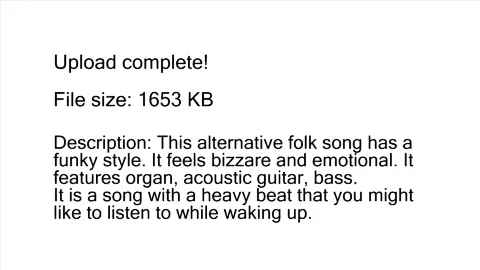 Upload complete!
File size: 1653 KB
Description: This alternative folk song has a
funky style. It feels bizzare and emotional. It
features organ, acoustic guitar, bass.
It is a song with a heavy beat that you might
like to listen to while waking up.